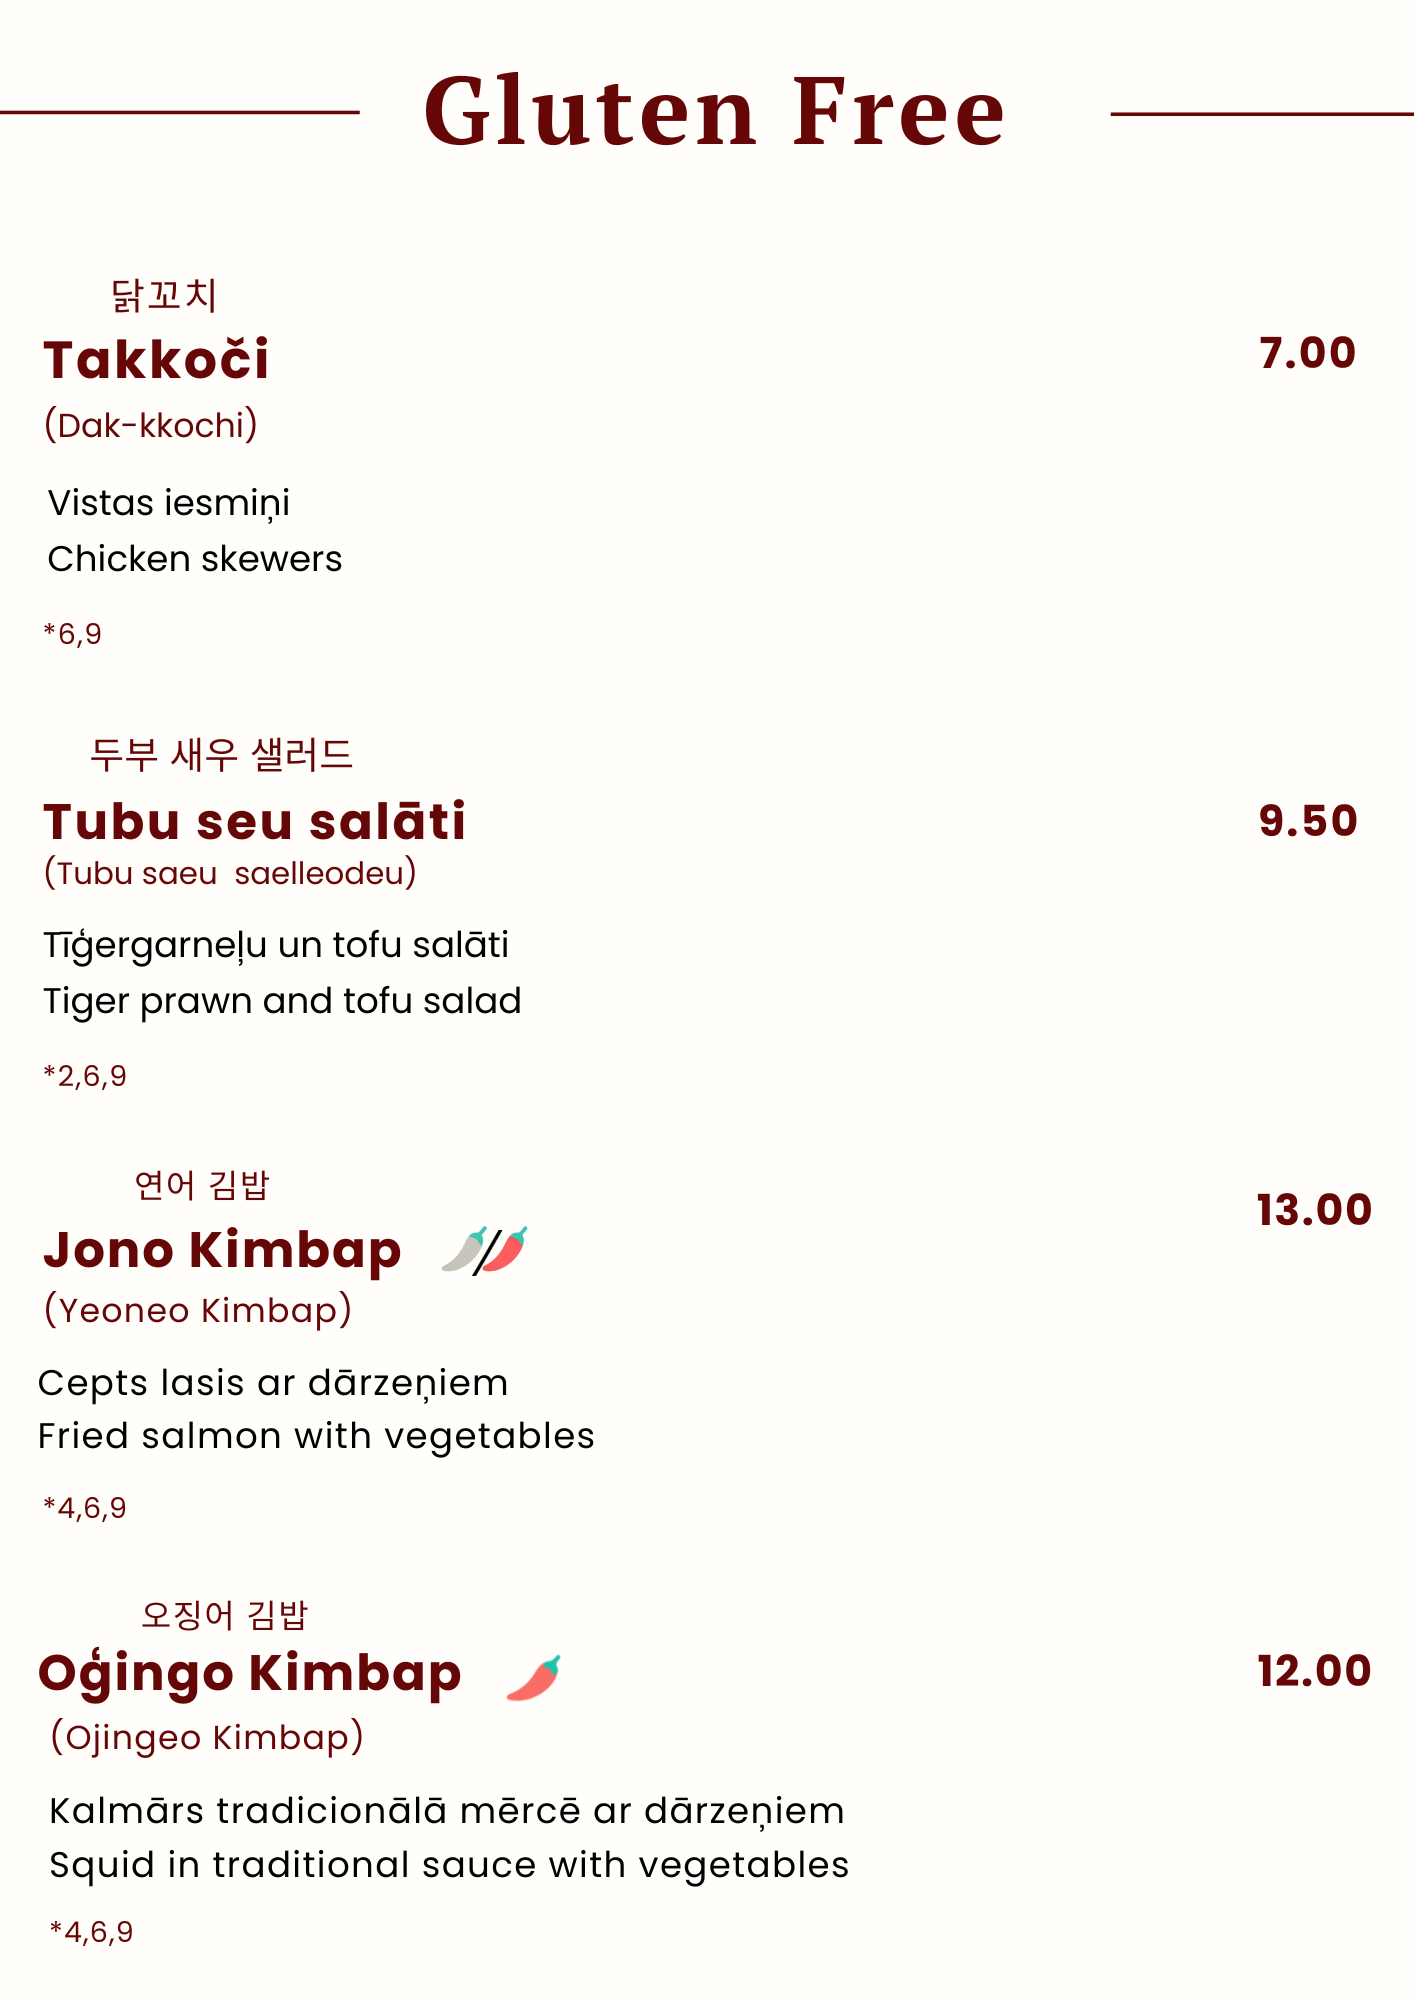 Gluten Free
닭꼬치
Takkoči
7.00
(Dak-kkochi)
Vistas iesmiņi
Chicken skewers
*6,9
두부 새우 샐러드
Tubu seu salāti
9.50
(Tubu saeu saelleodeu)
Tīģergarneļu un tofu salāti
Tiger prawn and tofu salad
*2,6,9
연어 김밥
13.00
Jono Kimbap
(Yeoneo Kimbap)
Cepts lasis ar dārzeņiem
Fried salmon with vegetables
*4,6,9
오징어 김밥
Oģingo Kimbap
12.00
(Ojingeo Kimbap)
Kalmārs tradicionālā mērcē ar dārzeņiem
Squid in traditional sauce with vegetables
*4,6,9